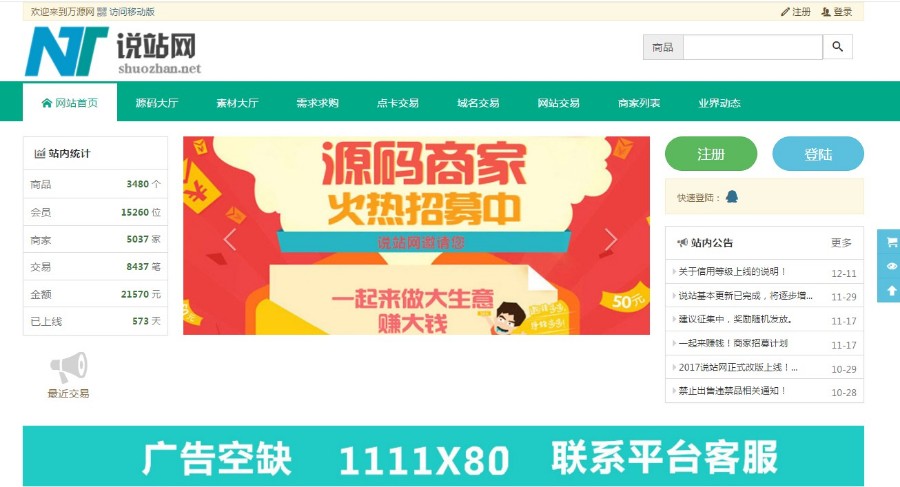 欢迎来到万源网 访问移动版
注册 登录
NT 说站网
shuozhan.net
商品
网站首页 源码大厅 素材大厅 需求求购 点卡交易 域名交易 网站交易 商家列表 业界动态
站内统计
商品 3480 个
会员 15260 位
商家 5037 家
交易 8437 笔
金额 21570 元
已上线 573 天
最近交易
源码商家
火热招募中
说站网邀请您
一起来做大生意
赚大钱
50元
注册 登陆
快速登陆：
站内公告 更多
关于信用等级上线的说明！ 12-11
说站基本更新已完成，将逐步增... 11-29
建议征集中，奖励随机发放。 11-17
一起来赚钱！商家招募计划 11-17
2017说站网正式改版上线！... 10-29
禁止出售违禁品相关通知！ 10-28
广告空缺 1111X80 联系平台客服